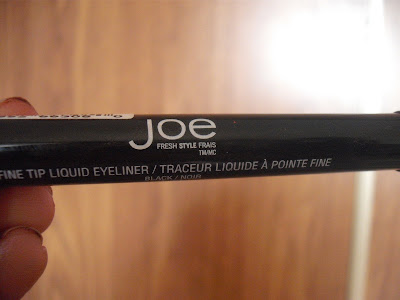 joe
FRESH STYLE FRAIS
TM/MC
FINE TIP LIQUID EYELINER / TRACEUR LIQUIDE À POINTE FINE
BLACK / NOIR